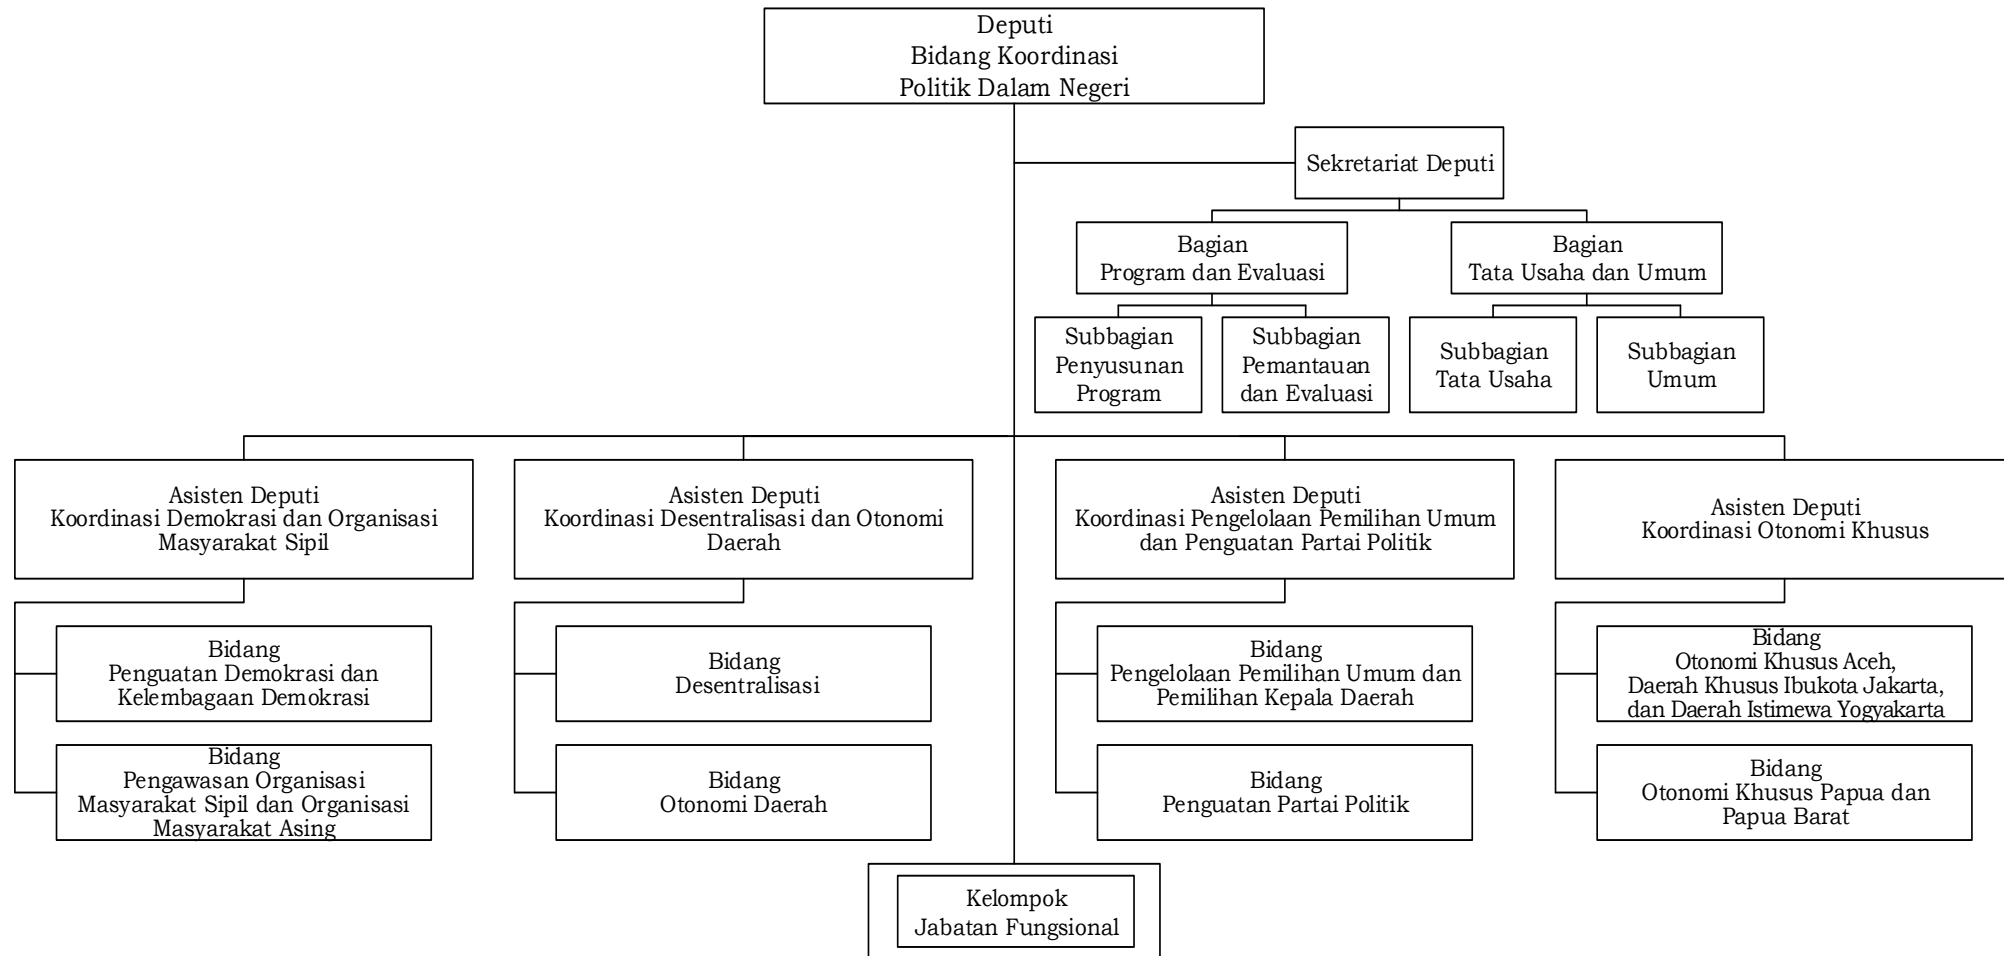 Deputi
Bidang Koordinasi
Politik Dalam Negeri
Sekretariat Deputi
Bagian
Program dan Evaluasi
Bagian
Tata Usaha dan Umum
Subbagian
Penyusunan
Program
Subbagian
Pemantauan
dan Evaluasi
Subbagian
Tata Usaha
Subbagian
Umum
Asisten Deputi
Koordinasi Demokrasi dan Organisasi
Masyarakat Sipil
Asisten Deputi
Koordinasi Desentralisasi dan Otonomi
Daerah
Asisten Deputi
Koordinasi Pengelolaan Pemilihan Umum
dan Penguatan Partai Politik
Asisten Deputi
Koordinasi Otonomi Khusus
Bidang
Penguatan Demokrasi dan
Kelembagaan Demokrasi
Bidang
Desentralisasi
Bidang
Pengelolaan Pemilihan Umum dan
Pemilihan Kepala Daerah
Bidang
Otonomi Khusus Aceh,
Daerah Khusus Ibukota Jakarta,
dan Daerah Istimewa Yogyakarta
Bidang
Pengawasan Organisasi
Masyarakat Sipil dan Organisasi
Masyarakat Asing
Bidang
Otonomi Daerah
Bidang
Penguatan Partai Politik
Bidang
Otonomi Khusus Papua dan
Papua Barat
Kelompok
Jabatan Fungsional